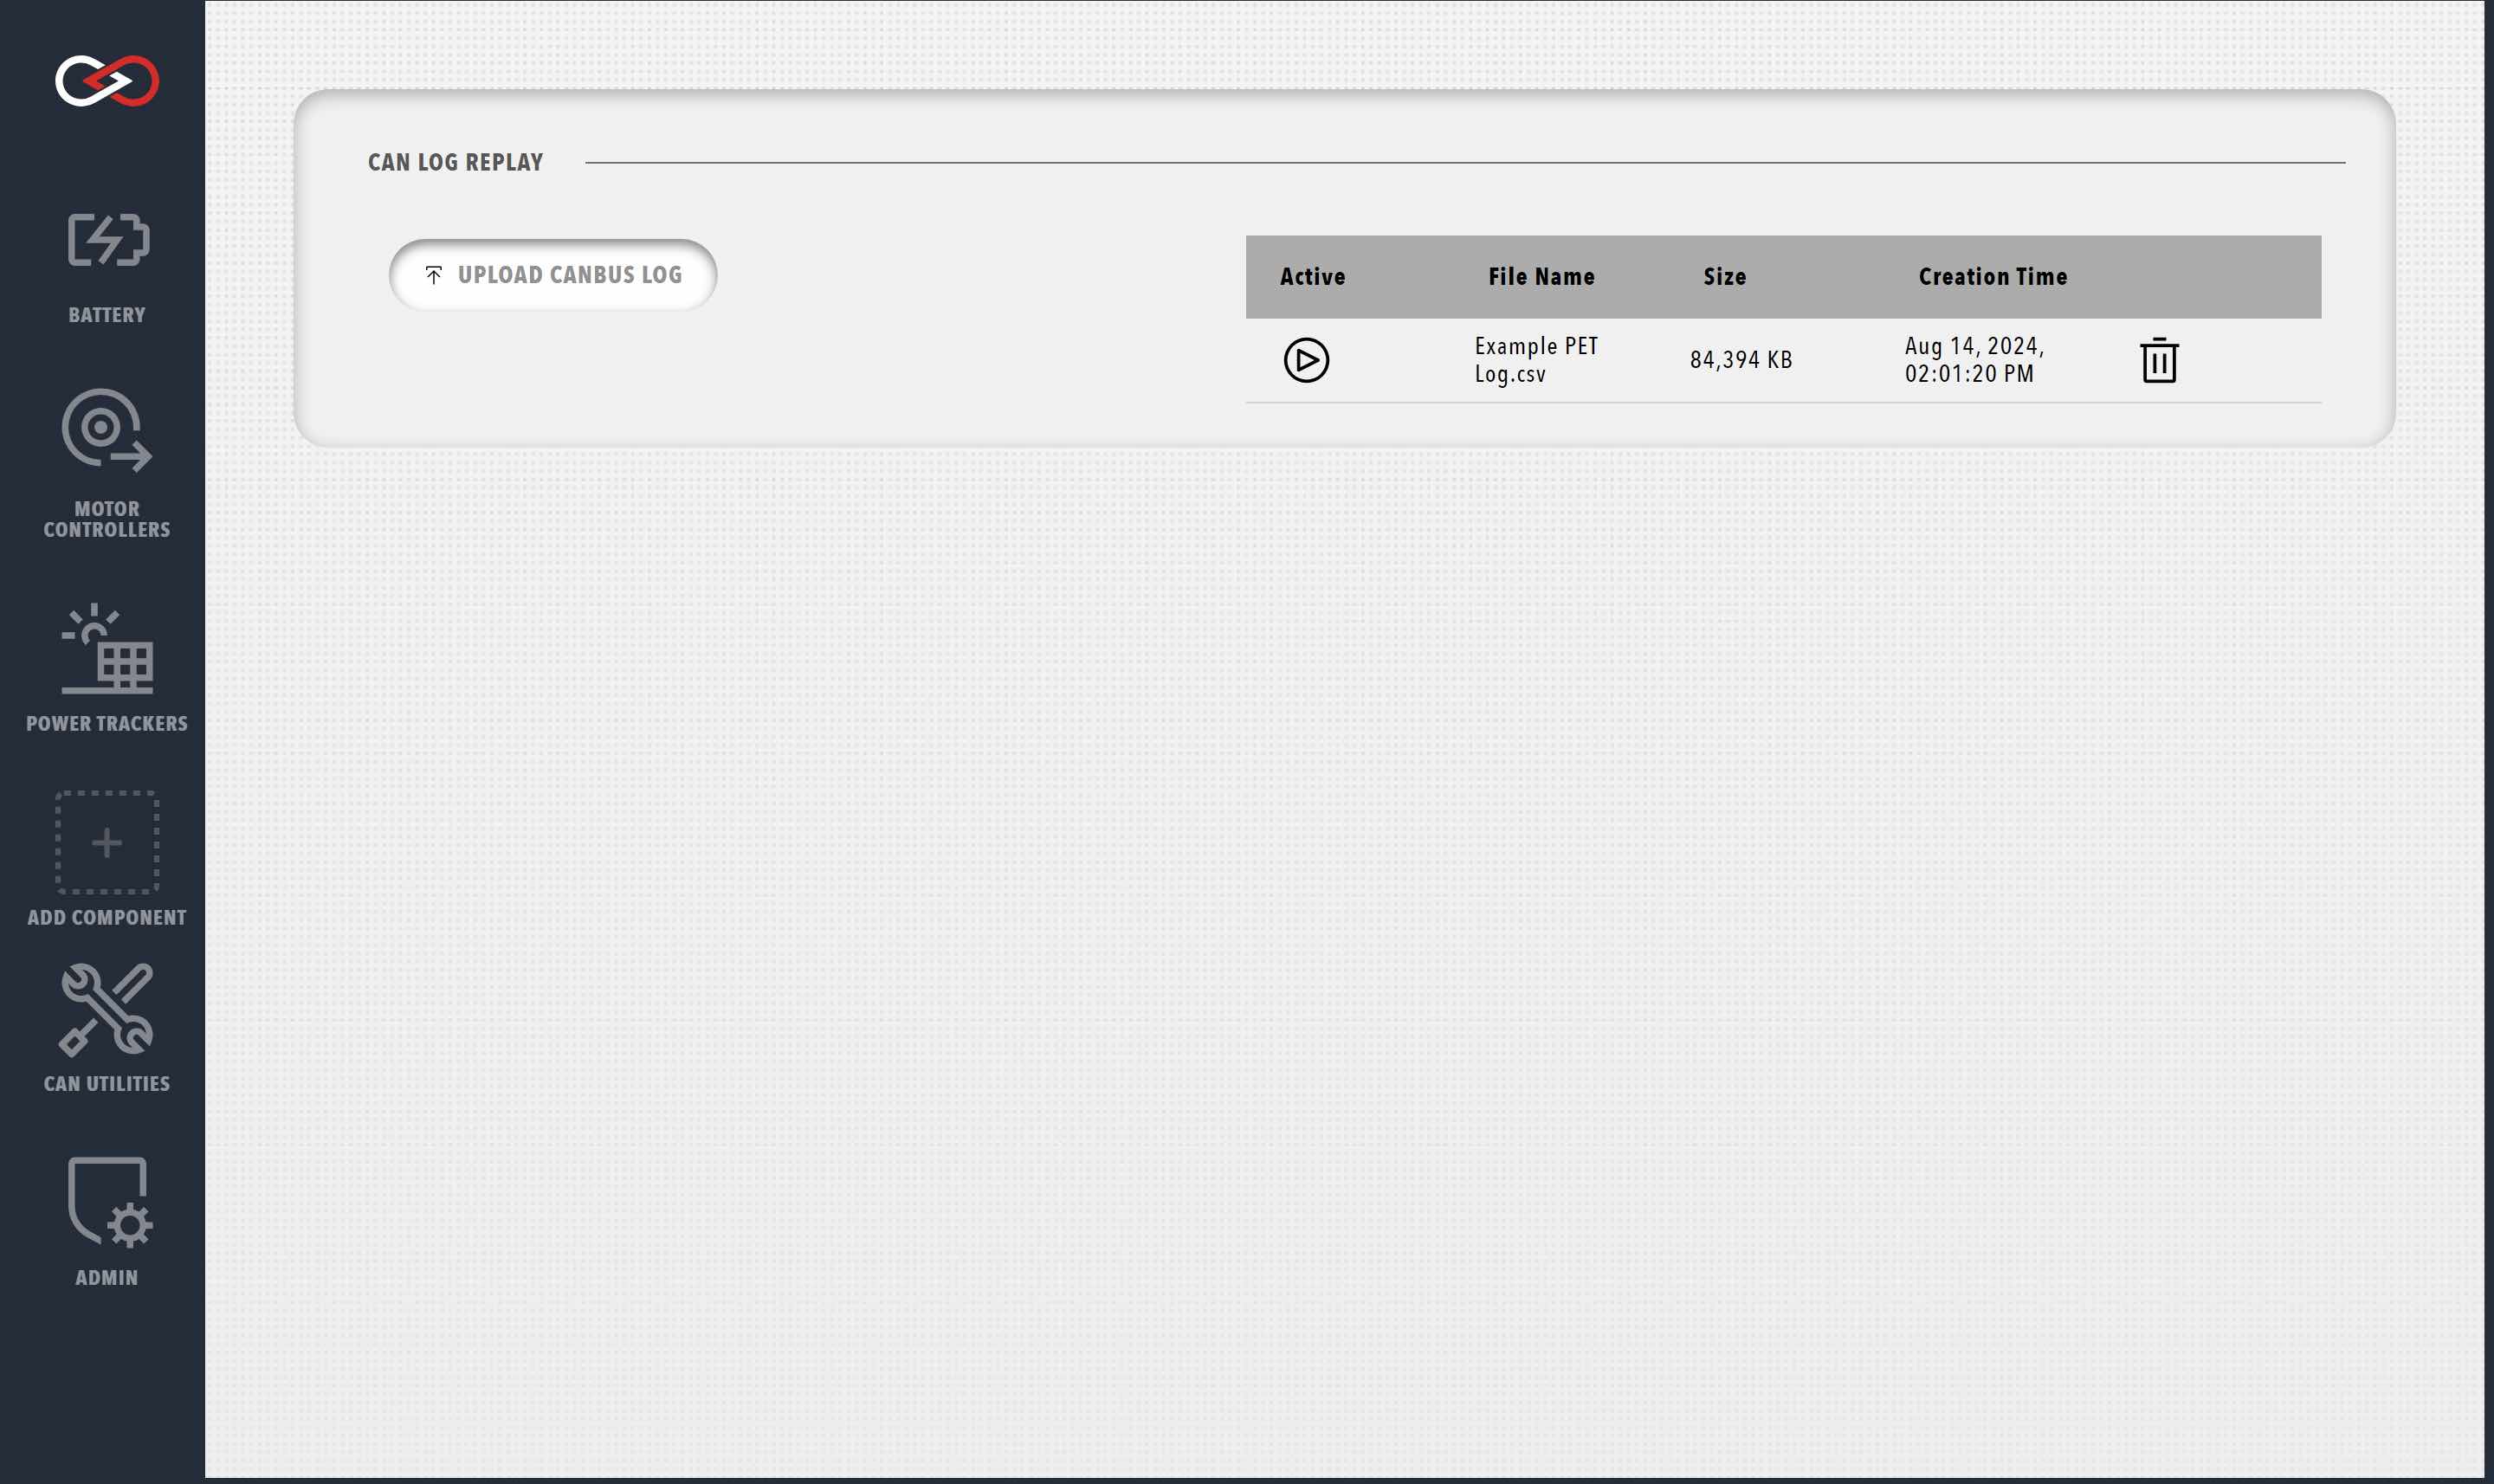 CAN LOG REPLAY
UPLOAD CANBUS LOG
Active File Name Size Creation Time
Example PET
Log.csv
84,394 KB
Aug 14, 2024,
02:01:20 PM
BATTERY
MOTOR
CONTROLLERS
POWER TRACKERS
ADD COMPONENT
CAN UTILITIES
ADMIN